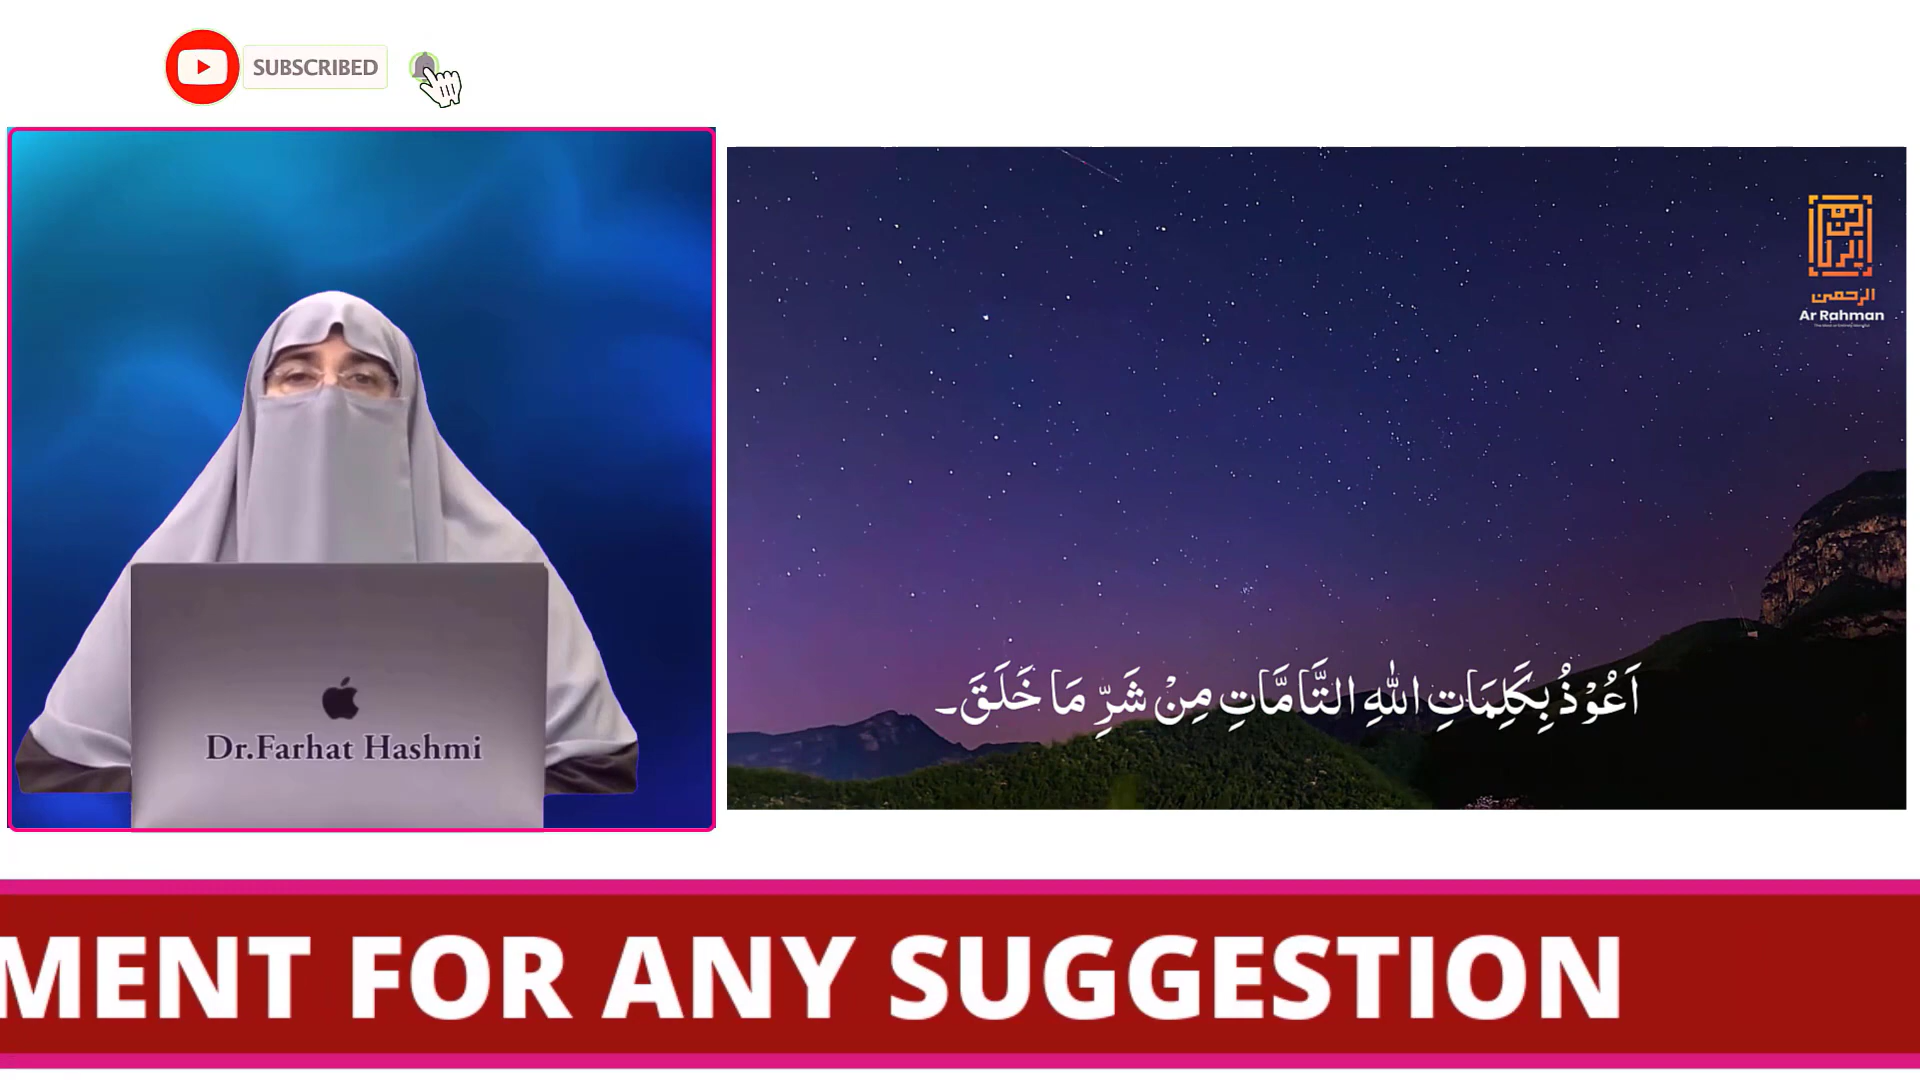 SUBSCRIBED
الرحمن
Ar Rahman
اَعُوْذُ بِكَلِمَاتِ اللهِ التَّامَّاتِ مِنْ شَرِّ مَا خَلَقَ۔
Dr.Farhat Hashmi
MENT FOR ANY SUGGESTION